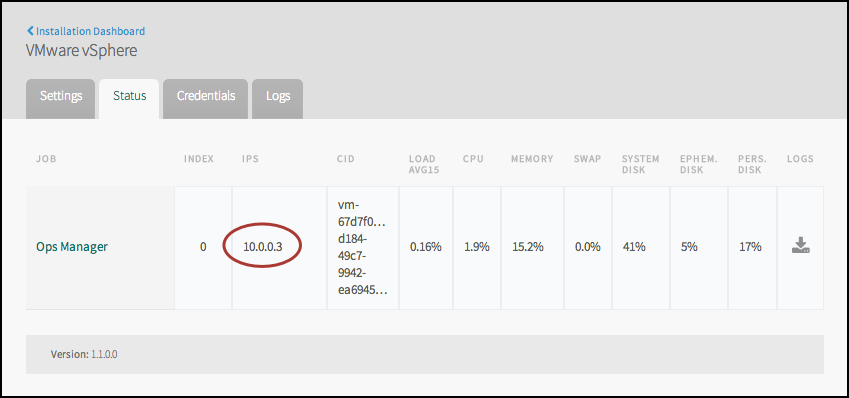 Installation Dashboard
VMware vSphere
Settings Status Credentials Logs
JOB INDEX IPS CID LOAD AVG15 CPU MEMORY SWAP SYSTEM DISK EPHEM. DISK PERS. DISK LOGS
Ops Manager 0 10.0.0.3 vm-67d7f0… 0.16% 1.9% 15.2% 0.0% 41% 5% 17%
d184-
49c7-
9942-
ea6945…
Version: 1.1.0.0